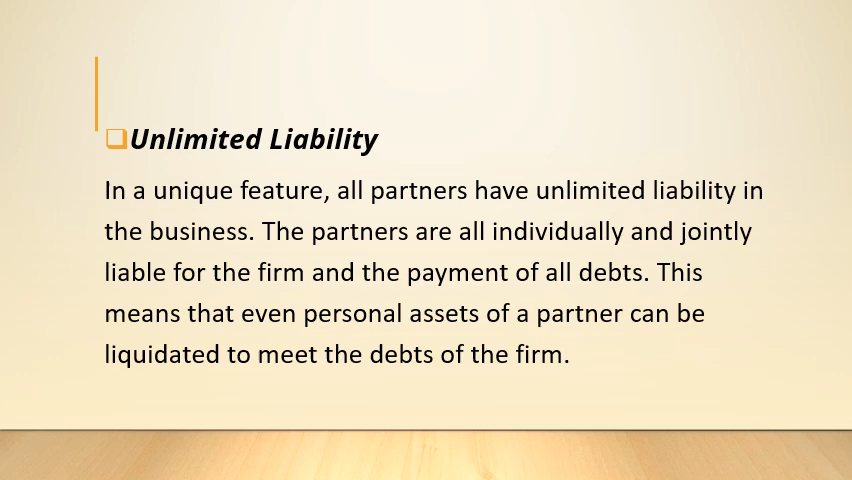 Unlimited Liability
In a unique feature, all partners have unlimited liability in
the business. The partners are all individually and jointly
liable for the firm and the payment of all debts. This
means that even personal assets of a partner can be
liquidated to meet the debts of the firm.